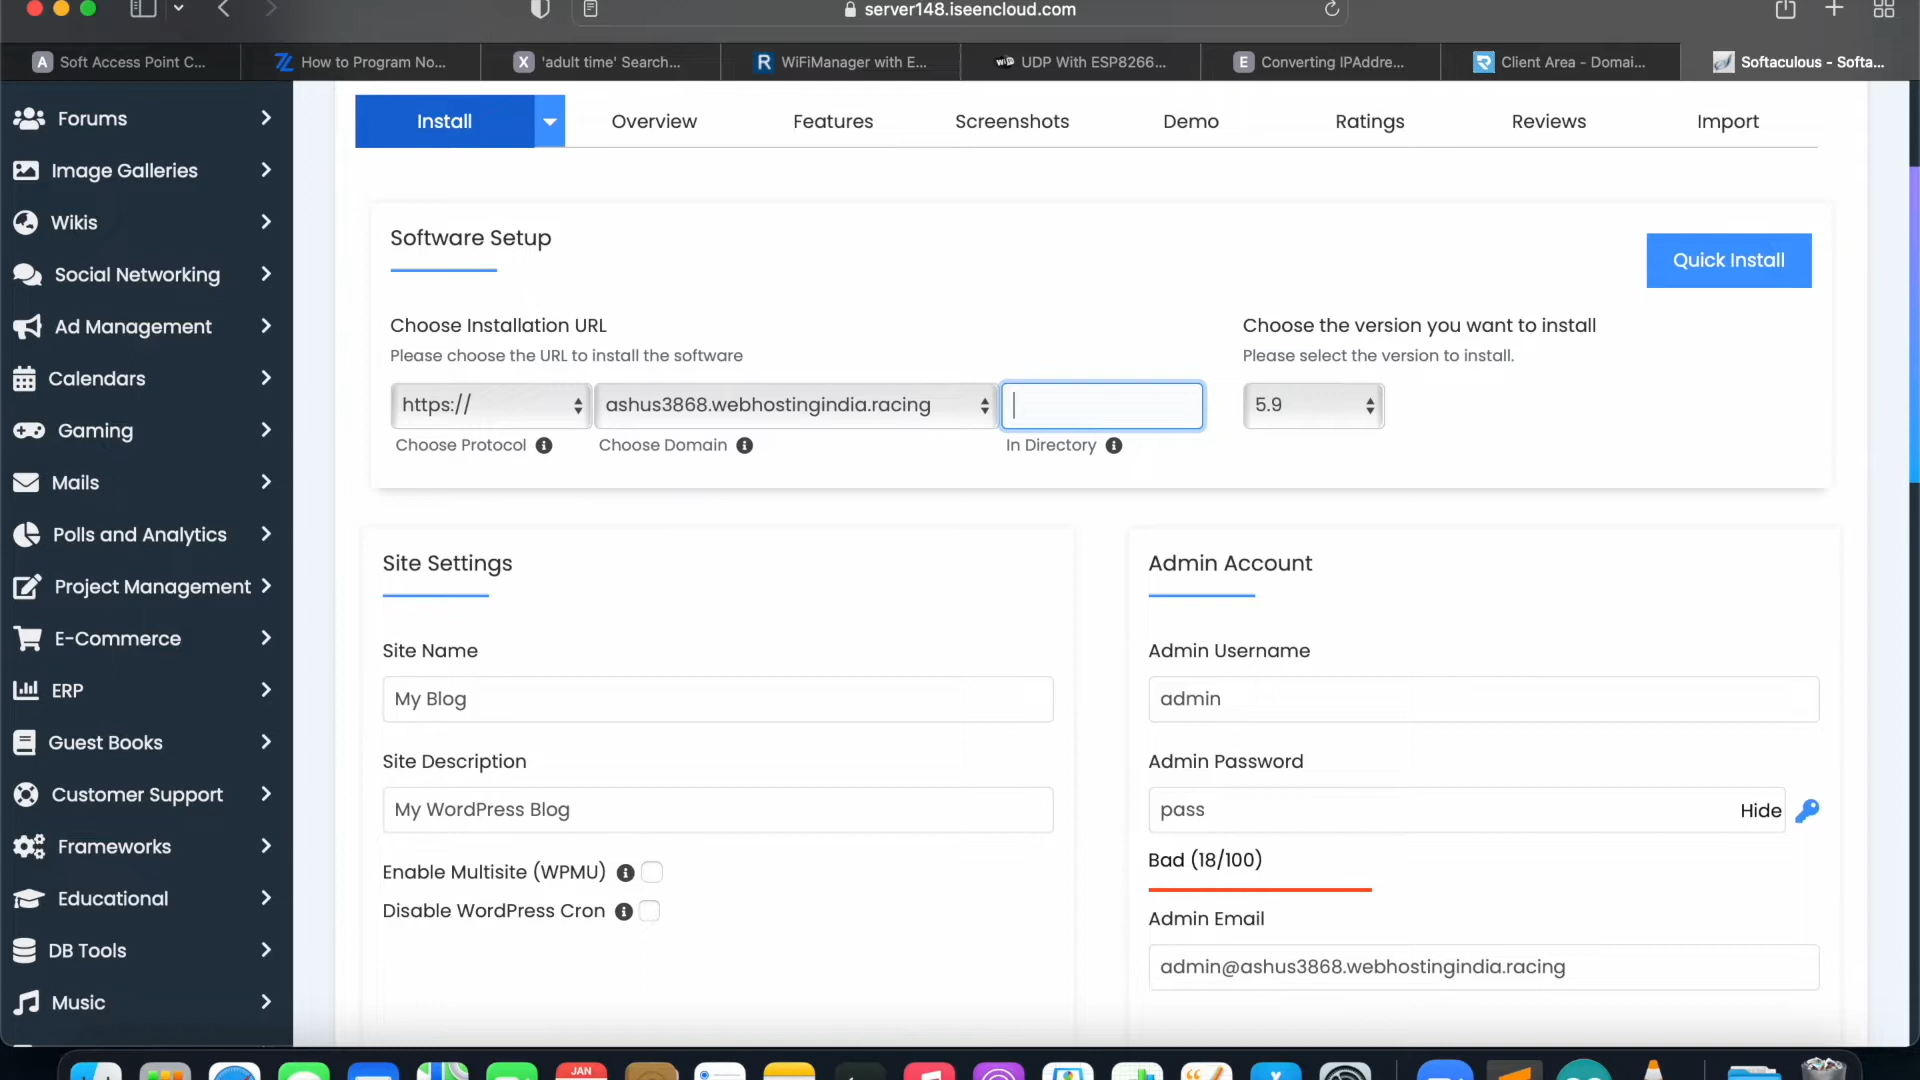 server148.iseencloud.com
Soft Access Point C...
How to Program No...
'adult time' Search...
WiFiManager with E...
UDP With ESP8266...
Converting IPAddre...
Client Area - Domai...
Softaculous - Softa...
Forums
Image Galleries
Wikis
Social Networking
Ad Management
Calendars
Gaming
Mails
Polls and Analytics
Project Management
E-Commerce
ERP
Guest Books
Customer Support
Frameworks
Educational
DB Tools
Music
Install
Overview
Features
Screenshots
Demo
Ratings
Reviews
Import
Software Setup
Quick Install
Choose Installation URL
Please choose the URL to install the software
https://
ashus3868.webhostingindia.racing
Choose Protocol
Choose Domain
In Directory
Choose the version you want to install
Please select the version to install.
5.9
Site Settings
Site Name
My Blog
Site Description
My WordPress Blog
Enable Multisite (WPMU)
Disable WordPress Cron
Admin Account
Admin Username
admin
Admin Password
pass
Hide
Bad (18/100)
Admin Email
admin@ashus3868.webhostingindia.racing
JAN